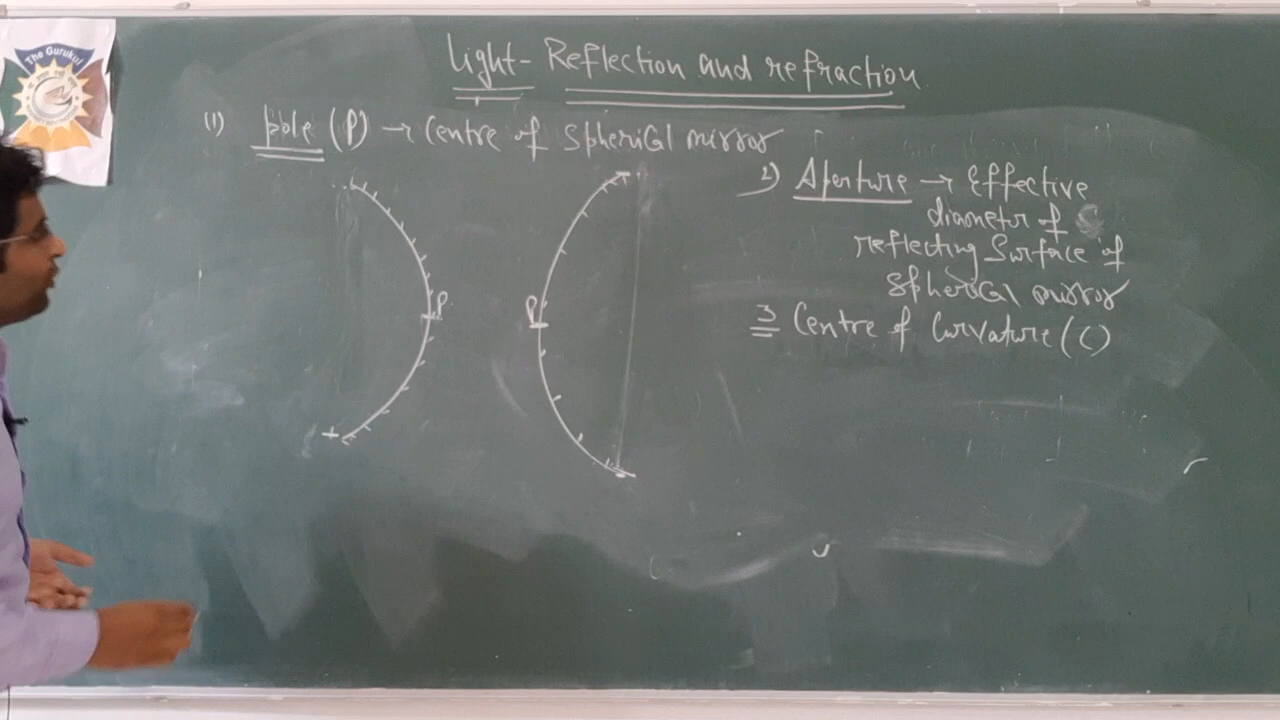 The Gurukul
Light - Reflection and refraction
(1) pole (P) → Centre of Spherical mirror
2) Aperture → Effective
diameter of
reflecting Surface of
Spherical mirror
3 Centre of Curvature (C)
P
P